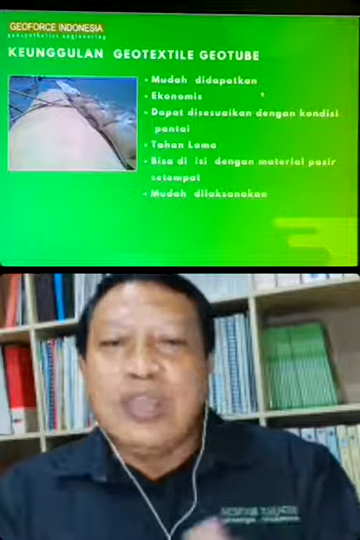 GEOFORCE INDONESIA
geosynthetics engineering
KEUNGGULAN GEOTEXTILE GEOTUBE
- Mudah didapatkan
- Ekonomis
- Dapat disesuaikan dengan kondisi
pantai
- Tahan Lama
- Bisa di isi dengan material pasir
setempat
- Mudah dilaksanakan